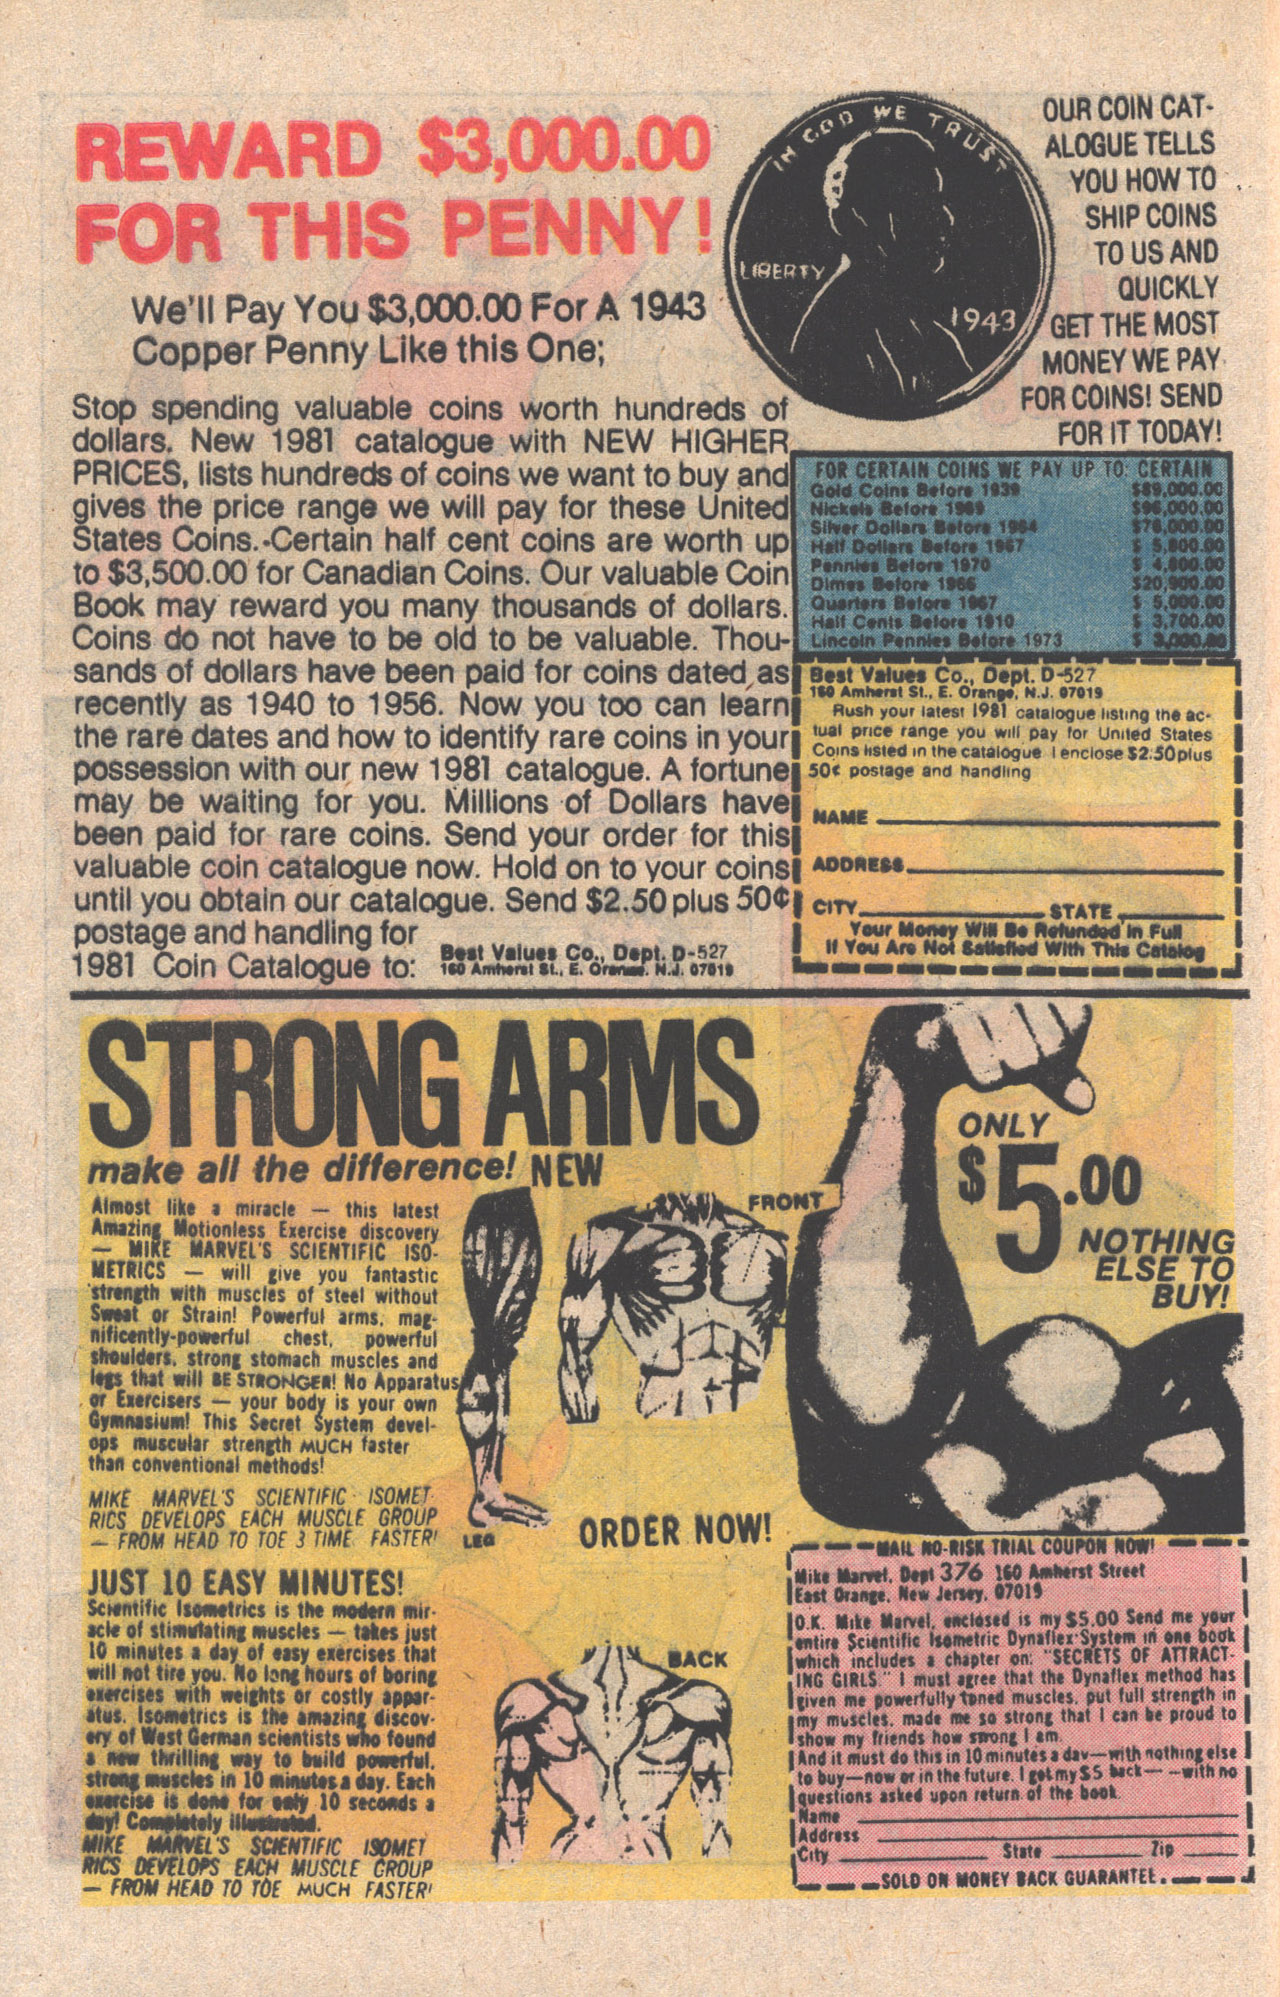 REWARD $3,000.00
FOR THIS PENNY!
We'll Pay You $3,000.00 For A 1943
Copper Penny Like this One;
IN GOD WE TRUST
LIBERTY
1943
OUR COIN CAT-
ALOGUE TELLS
YOU HOW TO
SHIP COINS
TO US AND
QUICKLY
GET THE MOST
MONEY WE PAY
FOR COINS! SEND
FOR IT TODAY!
Stop spending valuable coins worth hundreds of
dollars. New 1981 catalogue with NEW HIGHER
PRICES, lists hundreds of coins we want to buy and
gives the price range we will pay for these United
States Coins. Certain half cent coins are worth up
to $3,500.00 for Canadian Coins. Our valuable Coin
Book may reward you many thousands of dollars.
Coins do not have to be old to be valuable. Thou-
sands of dollars have been paid for coins dated as
recently as 1940 to 1956. Now you too can learn
the rare dates and how to identify rare coins in your
possession with our new 1981 catalogue. A fortune
may be waiting for you. Millions of Dollars have
been paid for rare coins. Send your order for this
valuable coin catalogue now. Hold on to your coins
until you obtain our catalogue. Send $2.50 plus 50¢
postage and handling for
1981 Coin Catalogue to:
Best Values Co., Dept. D-527
160 Amherst St., E. Orange, N.J. 07019
FOR CERTAIN COINS WE PAY UP TO: CERTAIN
Gold Coins Before 1939 $89,000.00
Nickels Before 1969 $96,000.00
Silver Dollars Before 1964 $76,000.00
Half Dollars Before 1967 $ 5,800.00
Pennies Before 1970 $ 4,800.00
Dimes Before 1966 $20,900.00
Quarters Before 1967 $ 5,000.00
Half Cents Before 1910 $ 3,700.00
Lincoln Pennies Before 1973 $ 3,000.00
Best Values Co., Dept. D-527
160 Amherst St., E. Orange, N.J. 07019
Rush your latest 1981 catalogue listing the ac-
tual price range you will pay for United States
Coins listed in the catalogue I enclose $2.50 plus
50¢ postage and handling
NAME
ADDRESS
CITY STATE
Your Money Will Be Refunded in Full
If You Are Not Satisfied With This Catalog
STRONG ARMS
make all the difference! NEW
Almost like a miracle — this latest
Amazing Motionless Exercise discovery
— MIKE MARVEL'S SCIENTIFIC ISO-
METRICS — will give you fantastic
strength with muscles of steel without
Sweat or Strain! Powerful arms, mag-
nificently-powerful chest, powerful
shoulders, strong stomach muscles and
legs that will BE STRONGER! No Apparatus
or Exercisers — your body is your own
Gymnasium! This Secret System devel-
ops muscular strength MUCH faster
than conventional methods!
MIKE MARVEL'S SCIENTIFIC ISOMET-
RICS DEVELOPS EACH MUSCLE GROUP
— FROM HEAD TO TOE 3 TIME FASTER!
JUST 10 EASY MINUTES!
Scientific Isometrics is the modern mir-
acle of stimulating muscles — takes just
10 minutes a day of easy exercises that
will not tire you. No long hours of boring
exercises with weights or costly appar-
atus. Isometrics is the amazing discov-
ery of West German scientists who found
a new thrilling way to build powerful,
strong muscles in 10 minutes a day. Each
exercise is done for only 10 seconds a
day! Completely illustrated.
MIKE MARVEL'S SCIENTIFIC ISOMET
RICS DEVELOPS EACH MUSCLE GROUP
— FROM HEAD TO TOE MUCH FASTER!
FRONT
LEG
ORDER NOW!
BACK
ONLY
$5.00
NOTHING
ELSE TO
BUY!
MAIL NO-RISK TRIAL COUPON NOW!
Mike Marvel, Dept 376 160 Amherst Street
East Orange, New Jersey, 07019
O.K. Mike Marvel, enclosed is my $5.00 Send me your
entire Scientific Isometric Dynaflex System in one book
which includes a chapter on: "SECRETS OF ATTRACT-
ING GIRLS." I must agree that the Dynaflex method has
given me powerfully toned muscles, put full strength in
my muscles, made me so strong that I can be proud to
show my friends how strong I am.
And it must do this in 10 minutes a day—with nothing else
to buy—now or in the future. I get my $5 back— —with no
questions asked upon return of the book.
Name
Address
City State Zip
SOLD ON MONEY BACK GUARANTEE.